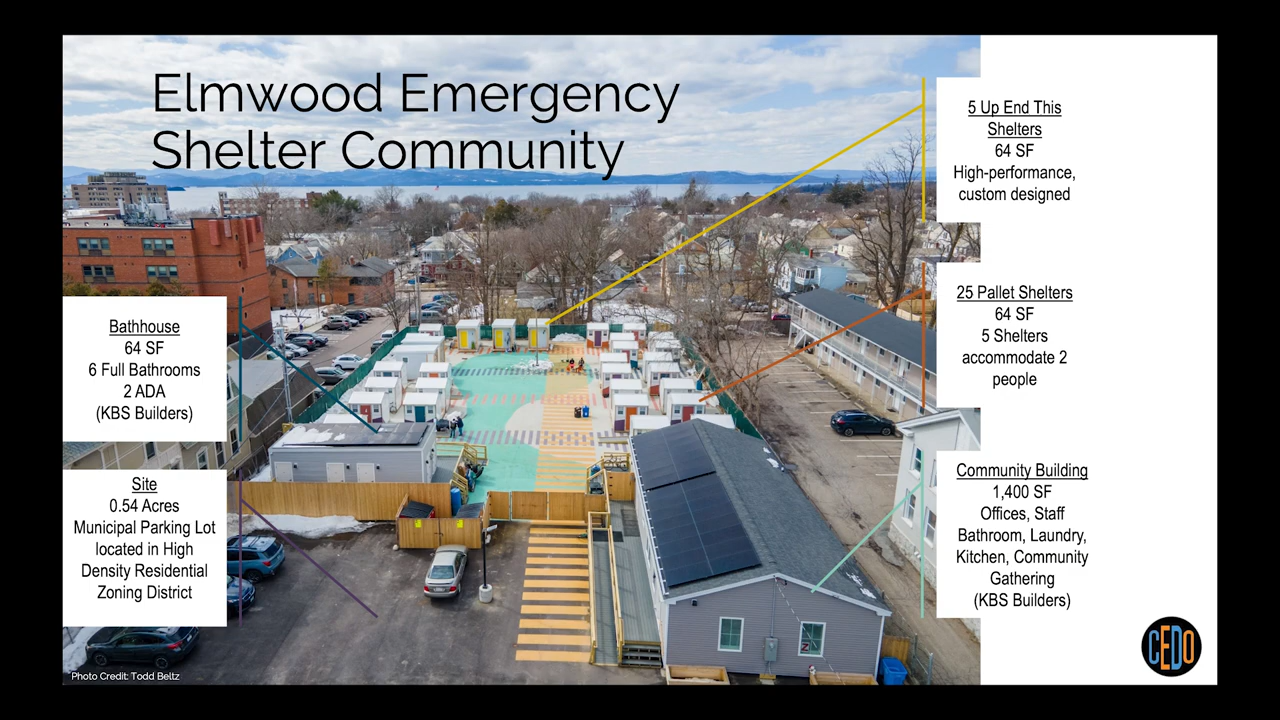 Elmwood Emergency
Shelter Community
5 Up End This
Shelters
64 SF
High-performance,
custom designed
25 Pallet Shelters
64 SF
5 Shelters
accommodate 2
people
Bathhouse
64 SF
6 Full Bathrooms
2 ADA
(KBS Builders)
Site
0.54 Acres
Municipal Parking Lot
located in High
Density Residential
Zoning District
Community Building
1,400 SF
Offices, Staff
Bathroom, Laundry,
Kitchen, Community
Gathering
(KBS Builders)
Photo Credit: Todd Beltz
CEDO